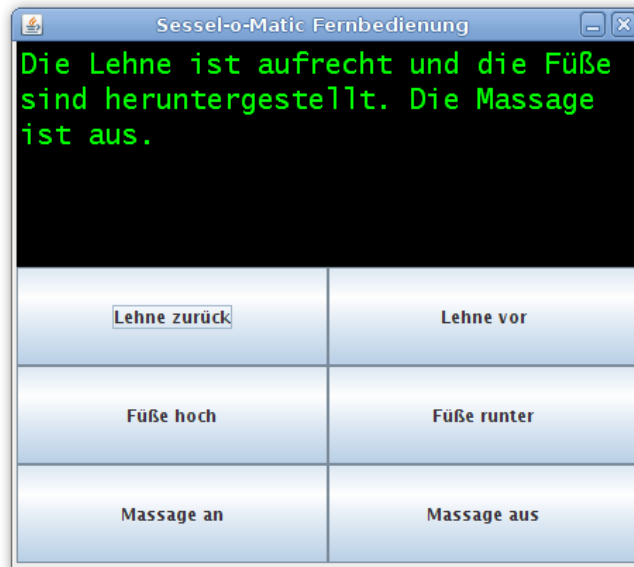 Sessel-o-Matic Fernbedienung
Die Lehne ist aufrecht und die Füße
sind heruntergestellt. Die Massage
ist aus.
Lehne zurück
Lehne vor
Füße hoch
Füße runter
Massage an
Massage aus